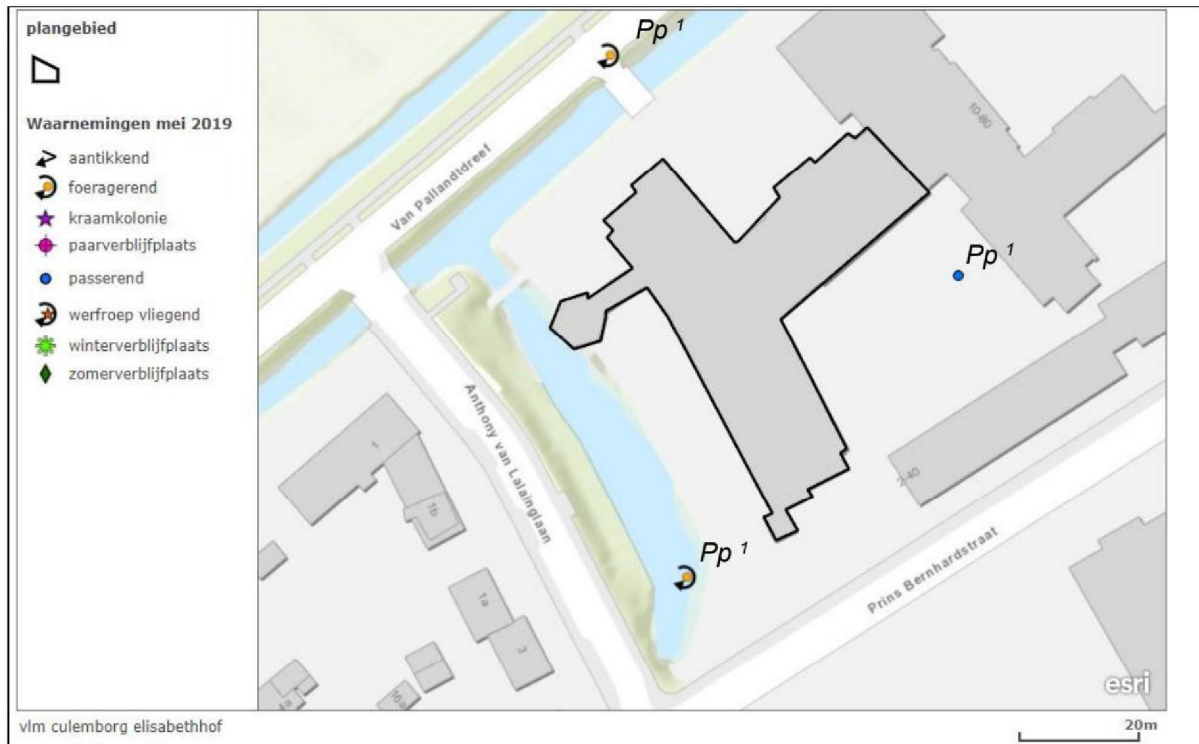 plangebied
Waarnemingen mei 2019
aantikkend
foeragerend
kraamkolonie
paarverblijfplaats
passerend
werfroep vliegend
winterverblijfplaats
zomerverblijfplaats
Pp 1
Van Pallandtdreef
10-80
Pp 1
Anthony van Lalainglaan
1
1b
2-40
Pp 1
Prins Bernhardstraat
1a
3
16a
4a
esri
vlm culemborg elisabethhof
20m